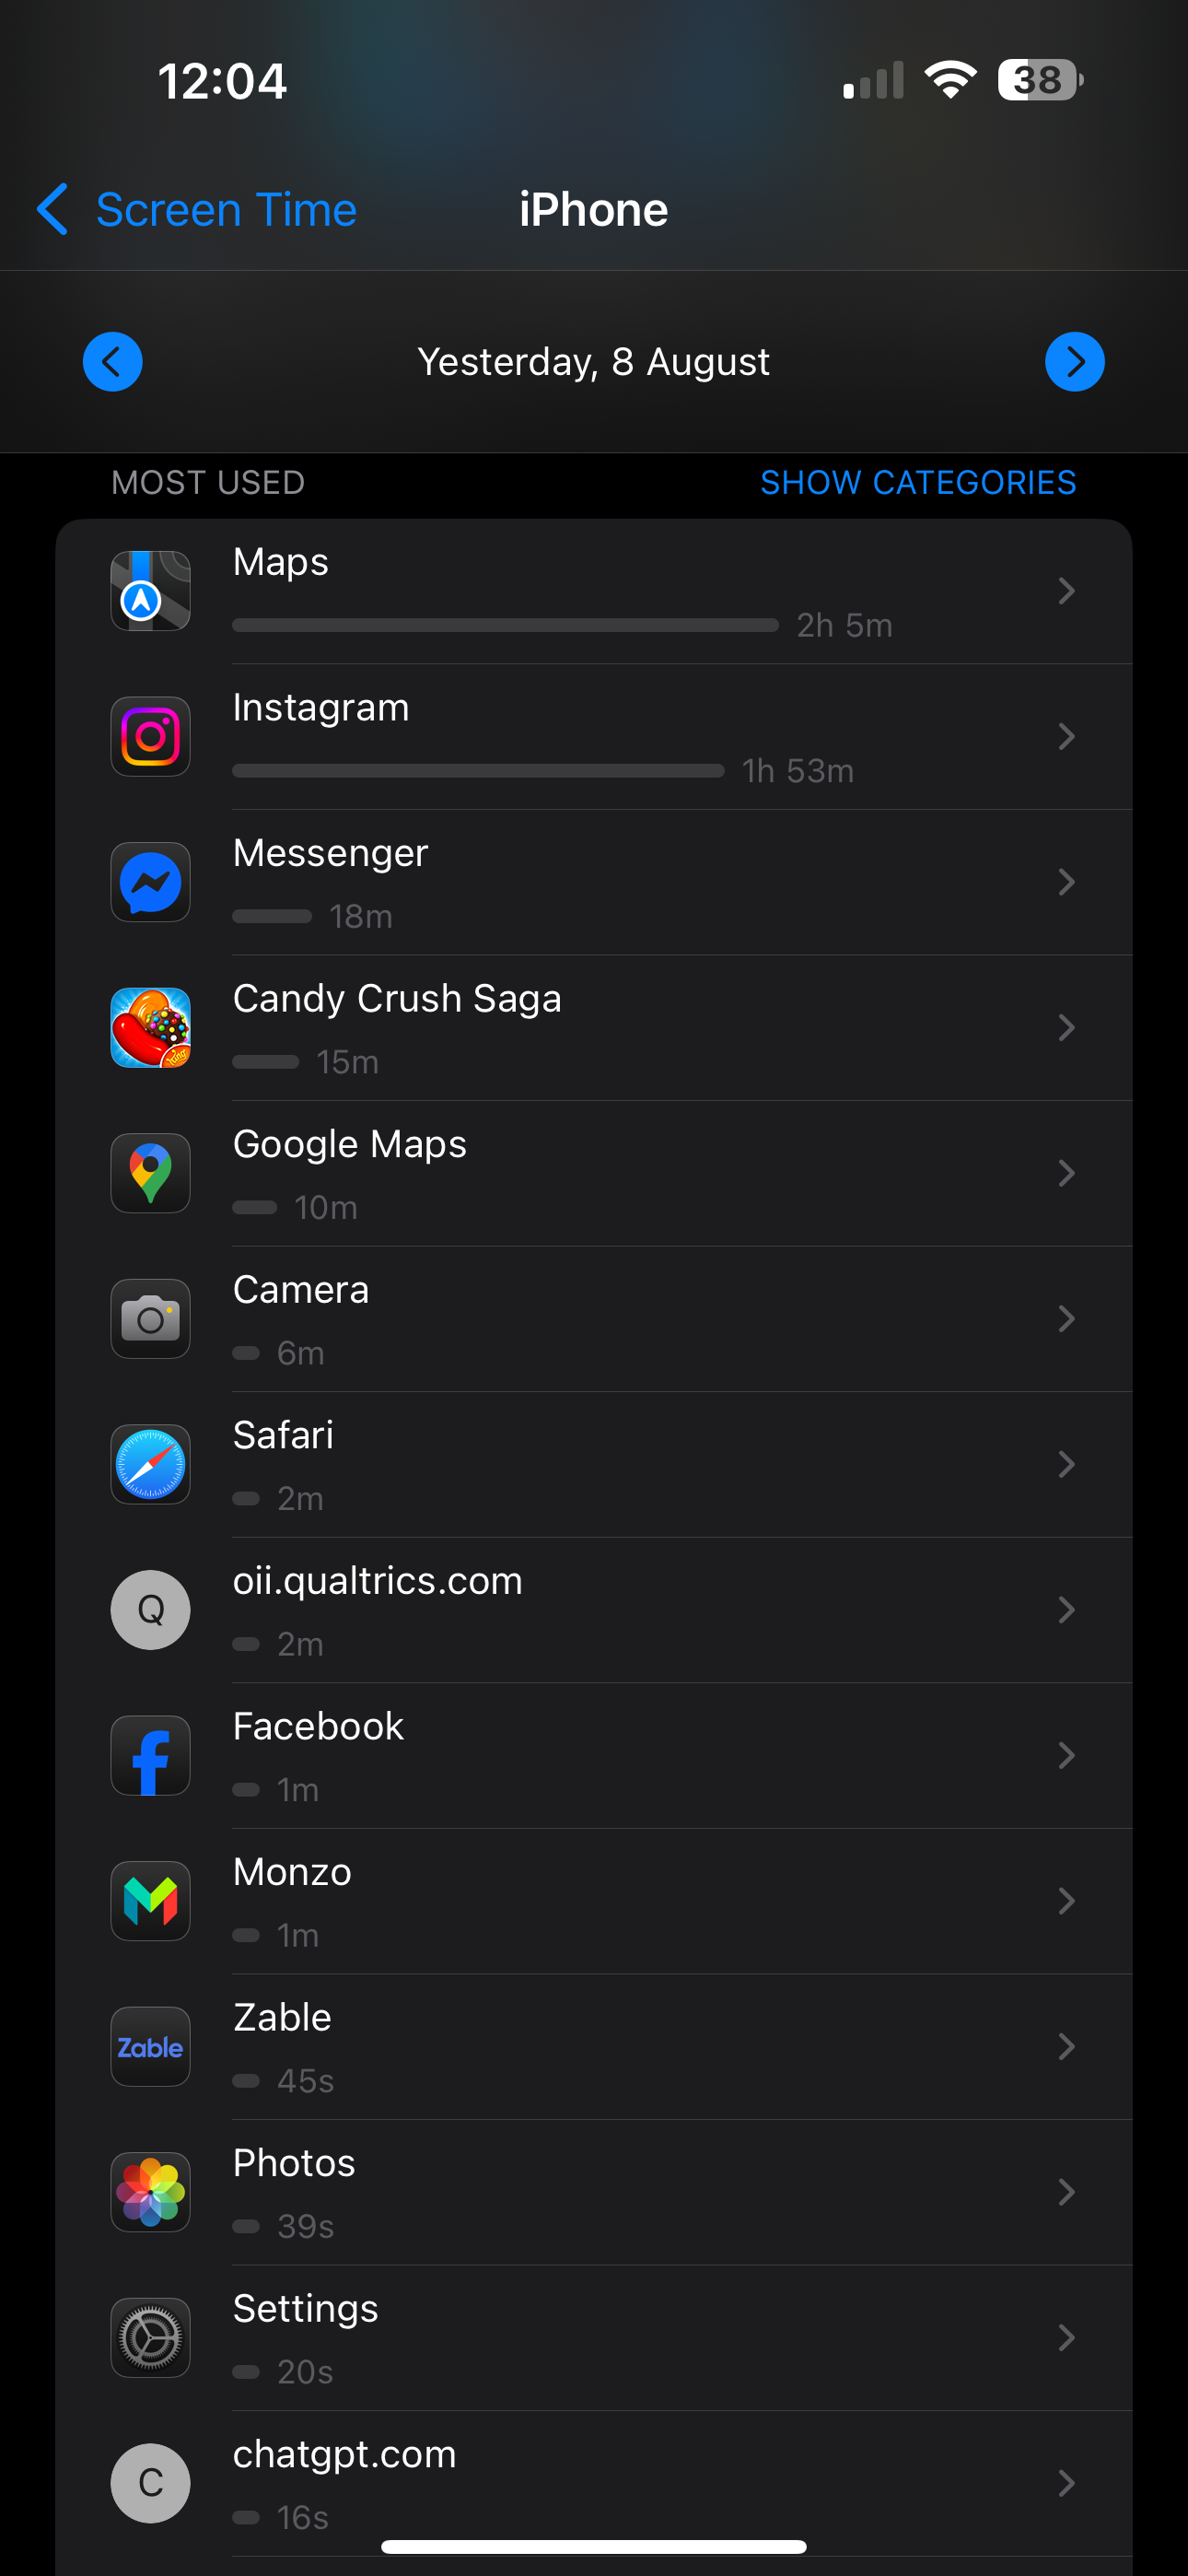 12:04
38
Screen Time
iPhone
Yesterday, 8 August
MOST USED
SHOW CATEGORIES
Maps
2h 5m
Instagram
1h 53m
Messenger
18m
Candy Crush Saga
King
15m
Google Maps
10m
Camera
6m
Safari
2m
Q
oii.qualtrics.com
2m
Facebook
1m
Monzo
1m
Zable
Zable
45s
Photos
39s
Settings
20s
C
chatgpt.com
16s